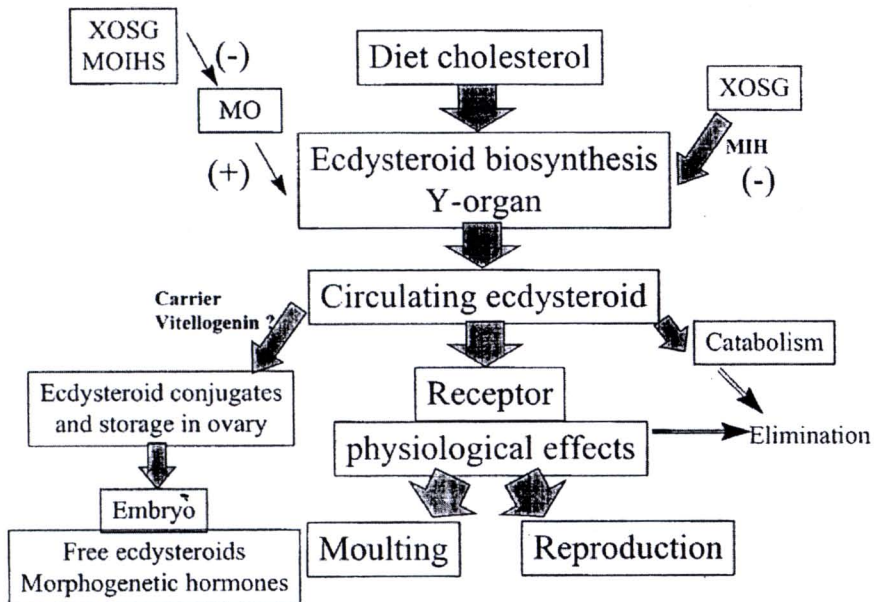 XOSG
MOIHS
(-)
Diet cholesterol
XOSG
MO
MIH
(-)
(+)
Ecdysteroid biosynthesis
Y-organ
Carrier
Vitellogenin ?
Circulating ecdysteroid
Catabolism
Ecdysteroid conjugates
and storage in ovary
Receptor
physiological effects
Elimination
Embryo
Free ecdysteroids
Morphogenetic hormones
Moulting
Reproduction